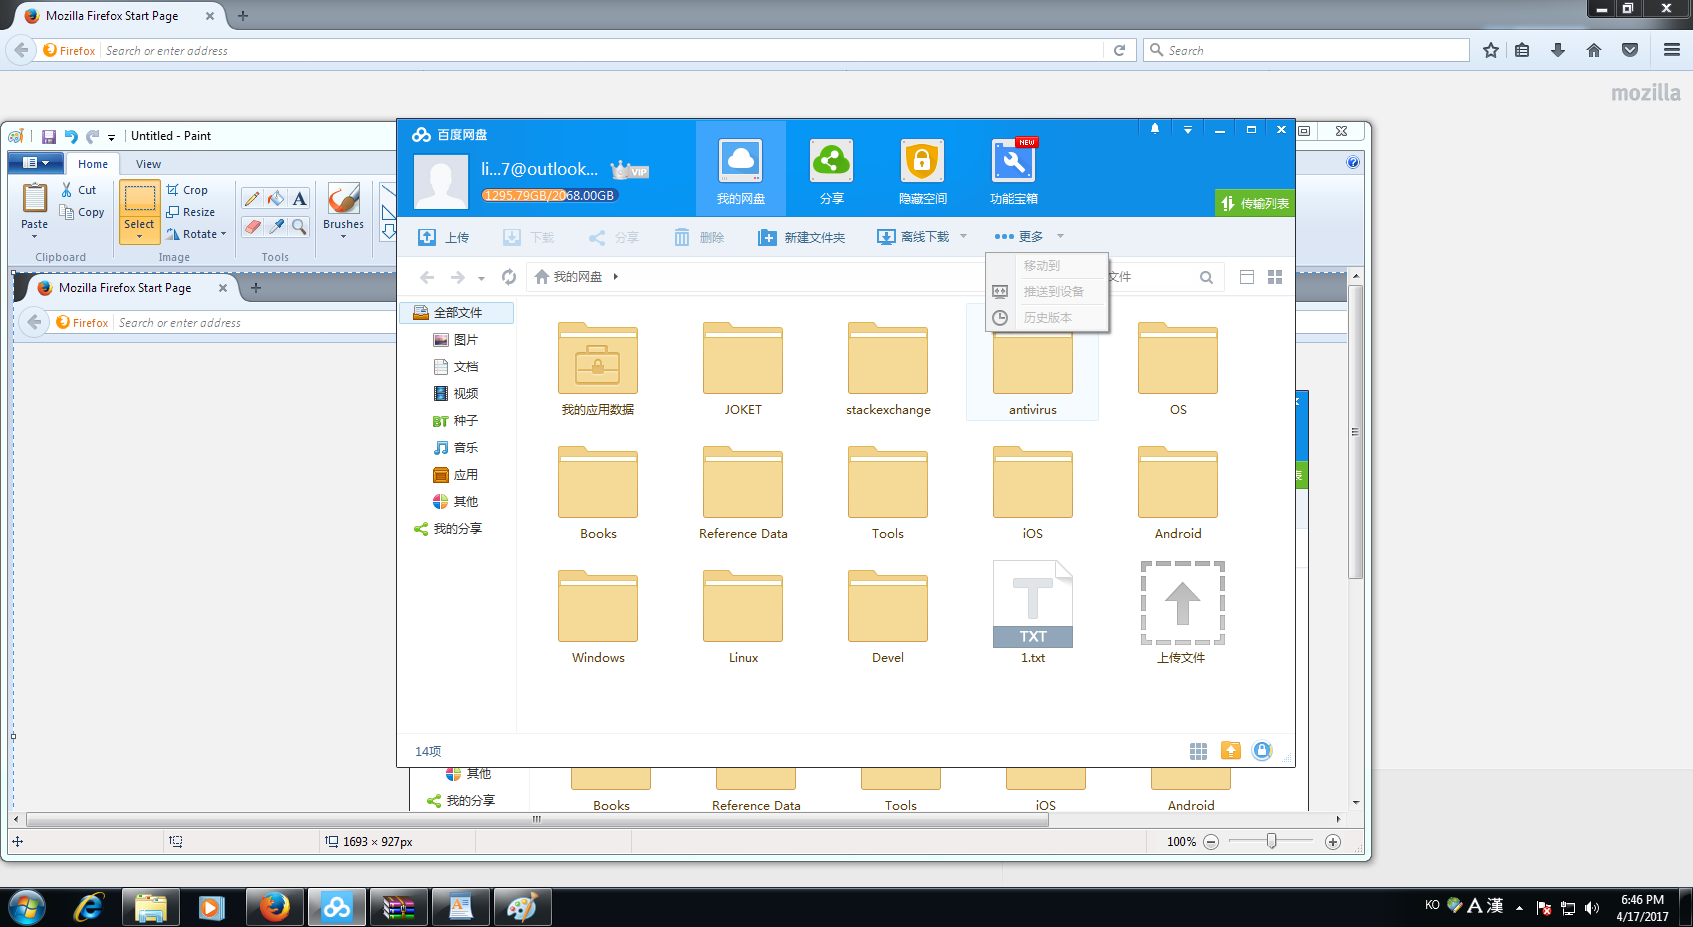 Mozilla Firefox Start Page
Firefox
Search or enter address
Search
mozilla
Untitled - Paint
Home
View
Paste
Cut
Copy
Clipboard
Select
Crop
Resize
Rotate
Image
Tools
Brushes
Mozilla Firefox Start Page
Firefox
Search or enter address
百度网盘
li...7@outlook...
VIP
1295.79GB/2068.00GB
我的网盘
分享
隐藏空间
NEW
功能宝箱
传输列表
上传
下载
分享
删除
新建文件夹
离线下载
更多
移动到
推送到设备
历史版本
我的网盘
文件
全部文件
图片
文档
视频
BT
种子
音乐
应用
其他
我的分享
我的应用数据
JOKET
stackexchange
antivirus
OS
Books
Reference Data
Tools
iOS
Android
Windows
Linux
Devel
TXT
1.txt
上传文件
14项
其他
我的分享
Books
Reference Data
Tools
iOS
Android
1693 × 927px
100%
KO
A 漢
6:46 PM
4/17/2017